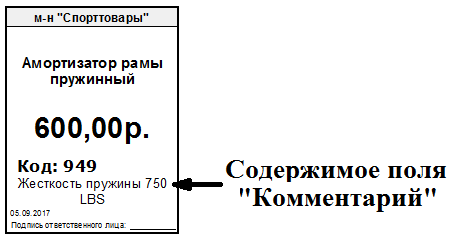 м-н "Спорттовары"
Амортизатор рамы
пружинный
600,00р.
Код: 949
Жесткость пружины 750
LBS
05.09.2017
Подпись ответственного лица: ____________
Содержимое поля
"Комментарий"